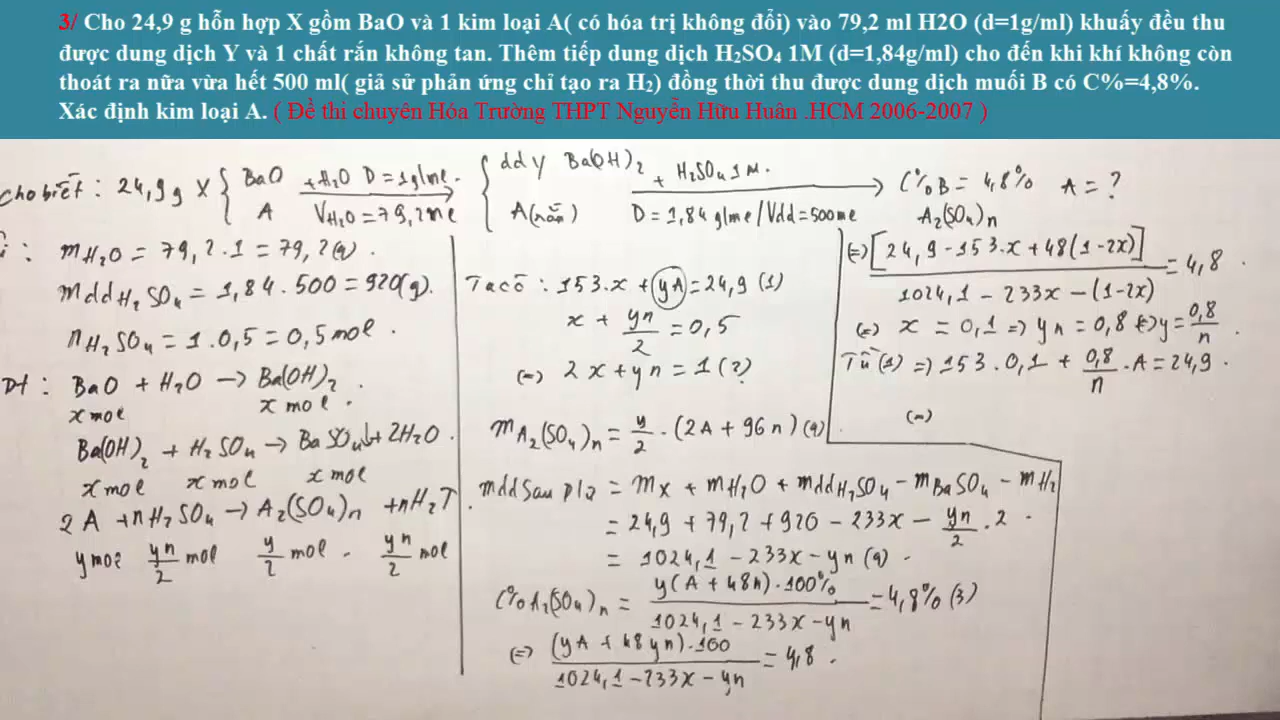 3/ Cho 24,9 g hỗn hợp X gồm BaO và 1 kim loại A( có hóa trị không đổi) vào 79,2 ml H2O (d=1g/ml) khuấy đều thu
được dung dịch Y và 1 chất rắn không tan. Thêm tiếp dung dịch H₂SO₄ 1M (d=1,84g/ml) cho đến khi khí không còn
thoát ra nữa vừa hết 500 ml( giả sử phản ứng chỉ tạo ra H₂) đồng thời thu được dung dịch muối B có C%=4,8%.
Xác định kim loại A. ( Đề thi chuyên Hóa Trường THPT Nguyễn Hữu Huân .HCM 2006-2007 )
Cho biết : 24,9g X { BaO +H₂O D = 1g/ml. { ddy Ba(OH)₂ + H₂SO₄ 1M. C%B = 4,8% A = ?
A V H₂O = 79,2ml A(rắn) D = 1,84 g/ml / Vdd = 500ml A₂(SO₄)n
: m H₂O = 79,2 . 1 = 79,2(g) .
mdd H₂SO₄ = 1,84 . 500 = 920(g).
n H₂SO₄ = 1 . 0,5 = 0,5 mol .
Pt : BaO + H₂O → Ba(OH)₂ .
x mol x mol .
Ba(OH)₂ + H₂SO₄ → BaSO₄↓ + 2H₂O .
x mol x mol x mol
2A + nH₂SO₄ → A₂(SO₄)n + nH₂↑ .
y mol yn/2 mol y/2 mol . yn/2 mol
Ta có : 153.x + yA = 24,9 (1)
x + yn/2 = 0,5
(=) 2x + yn = 1 (2)
m A₂(SO₄)n = y/2 . (2A + 96n) (g)
mdd sau pứ = mX + mH₂O + mddH₂SO₄ - mBaSO₄ - mH₂
= 24,9 + 79,2 + 920 - 233x - yn/2 . 2 .
= 1024,1 - 233x - yn (g) .
C% A₂(SO₄)n = y(A + 48n) . 100% / 1024,1 - 233x - yn = 4,8% (3)
(=) (yA + 48yn) . 100 / 1024,1 - 233x - yn = 4,8 .
(=) [24,9 - 153.x + 48(1 - 2x)] / 1024,1 - 233x - (1 - 2x) = 4,8 .
(=) x = 0,1 => yn = 0,8 (=) y = 0,8/n .
Từ (1) => 153 . 0,1 + 0,8/n . A = 24,9 .
(=)